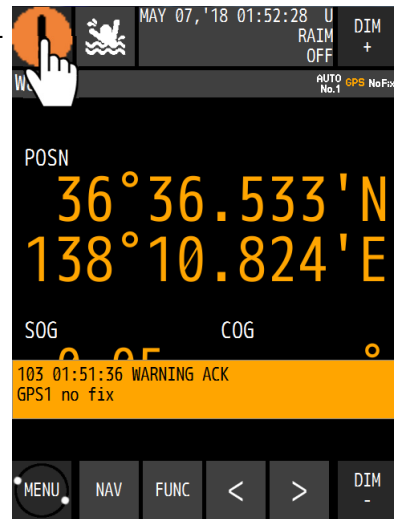 MAY 07,'18 01:52:28 U
RAIM
OFF
DIM
+
AUTO
No.1
GPS NoFix
POSN
36°36.533'N
138°10.824'E
SOG
COG
°
103 01:51:36 WARNING ACK
GPS1 no fix
MENU
NAV
FUNC
<
>
DIM
-